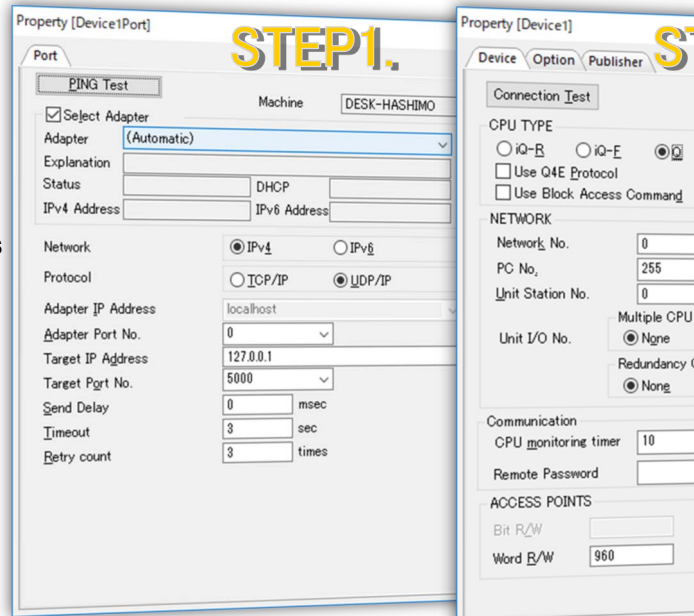 Property [Device1Port]
STEP1.
Port
PING Test
Machine DESK-HASHIMO
Select Adapter
Adapter (Automatic)
Explanation
Status DHCP
IPv4 Address IPv6 Address
Network IPv4 IPv6
Protocol TCP/IP UDP/IP
Adapter IP Address localhost
Adapter Port No. 0
Target IP Address 127.0.0.1
Target Port No. 5000
Send Delay 0 msec
Timeout 3 sec
Retry count 3 times
Property [Device1]
Device Option Publisher
Connection Test
CPU TYPE
iQ-R iQ-F Q
Use Q4E Protocol
Use Block Access Command
NETWORK
Network No. 0
PC No. 255
Unit Station No. 0
Multiple CPU
Unit I/O No. None
Redundancy
None
Communication
CPU monitoring timer 10
Remote Password
ACCESS POINTS
Bit R/W
Word R/W 960